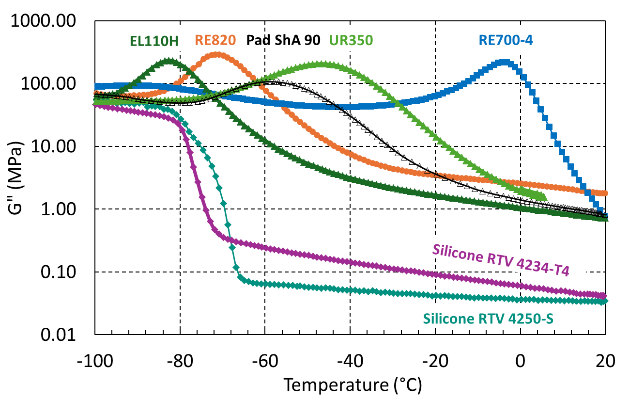 1000.00
EL110H RE820 Pad ShA 90 UR350 RE700-4
100.00
10.00
G" (MPa)
1.00
Silicone RTV 4234-T4
0.10
Silicone RTV 4250-S
0.01
-100 -80 -60 -40 -20 0 20
Temperature (°C)